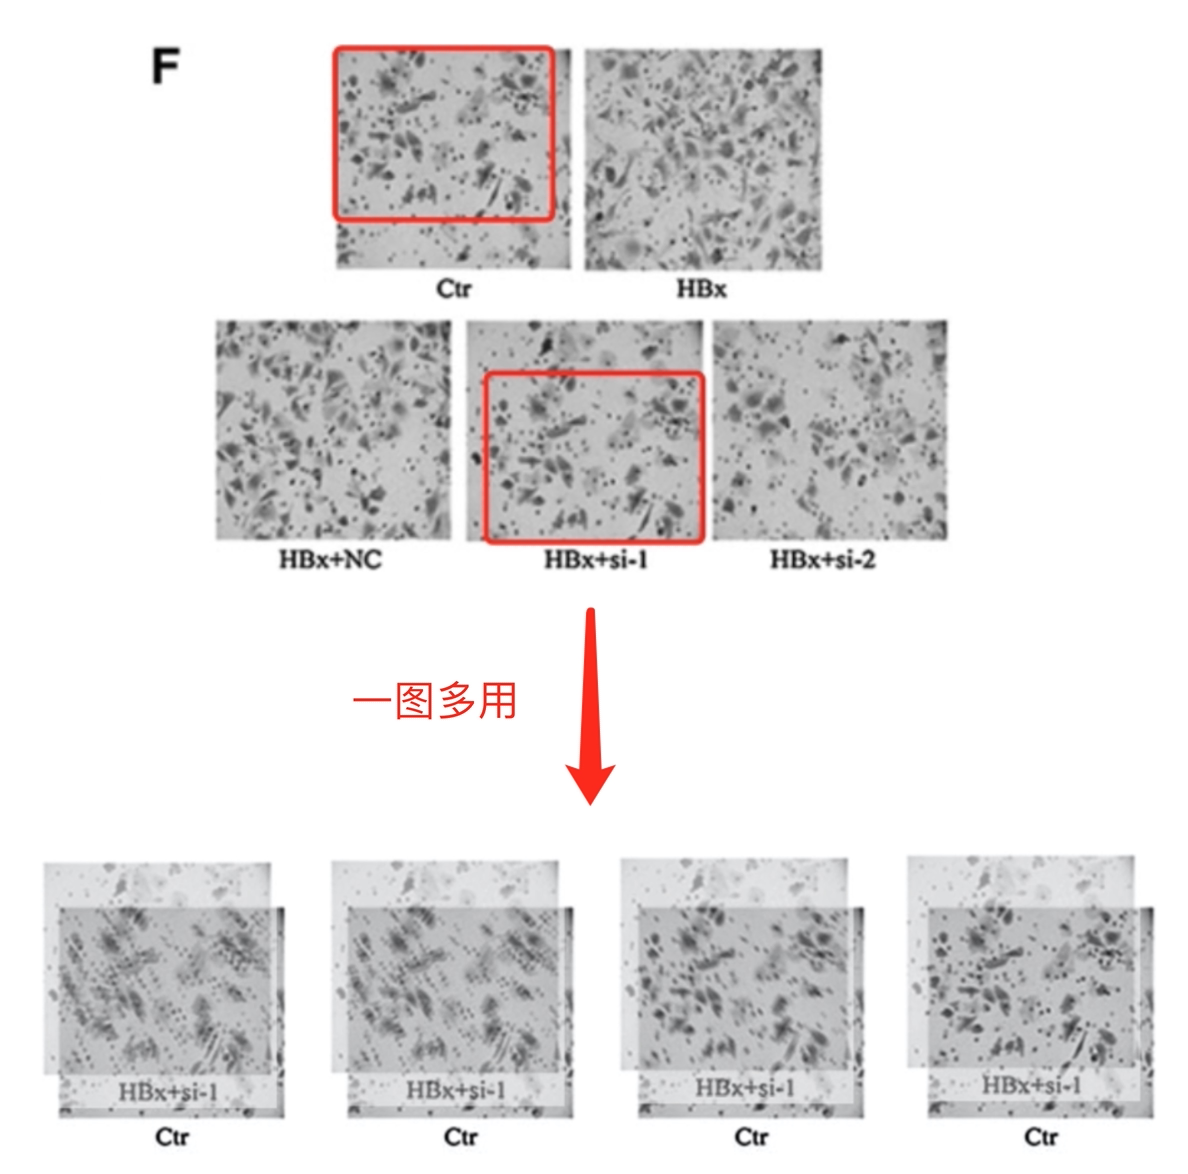 F
Ctr HBx
HBx+NC HBx+si-1 HBx+si-2
一图多用
HBx+si-1 HBx+si-1 HBx+si-1 HBx+si-1
Ctr Ctr Ctr Ctr